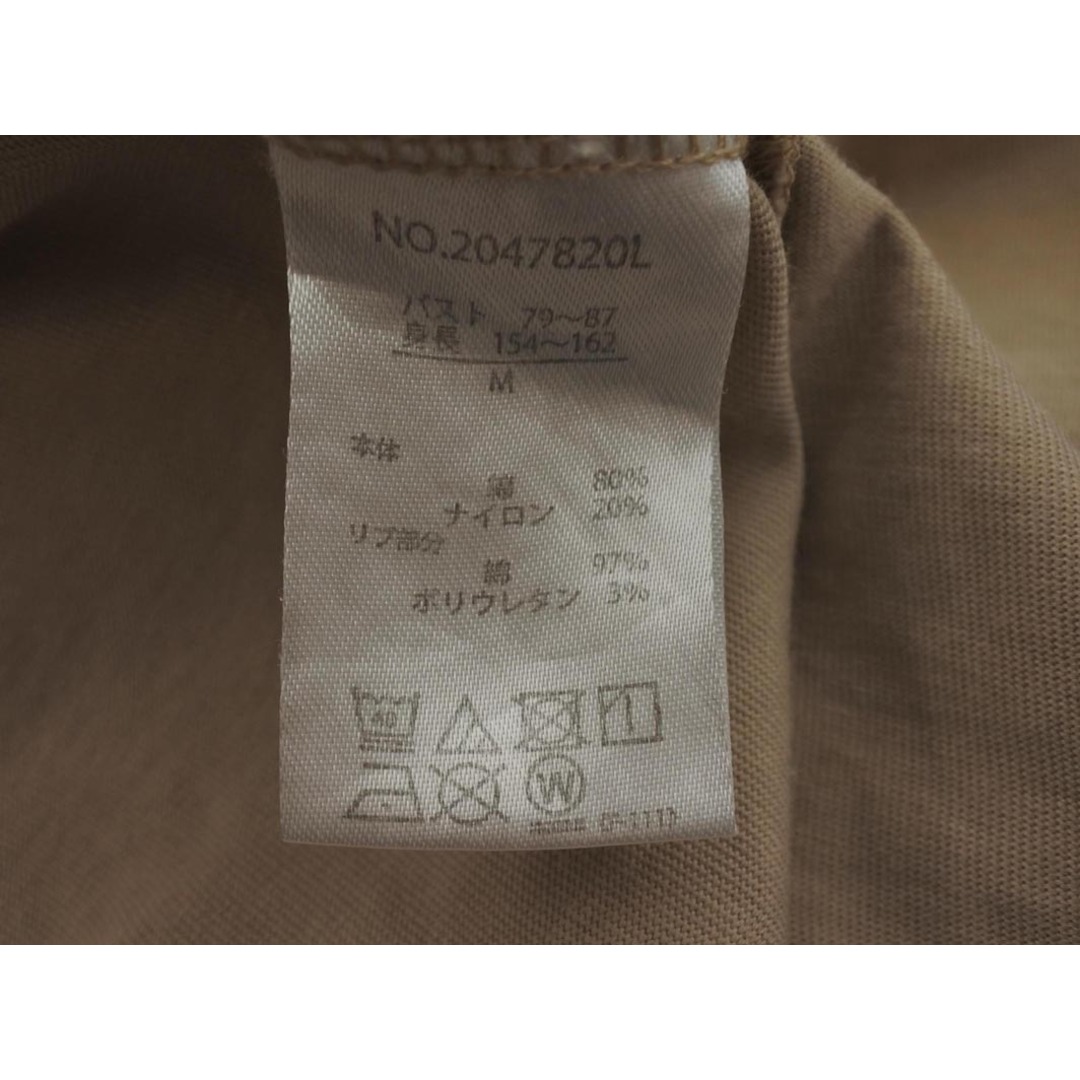 NO.2047820L
バスト 79〜87
身長 154〜162
M
本体
綿 80%
ナイロン 20%
リブ部分
綿 97%
ポリウレタン 3%
40
W